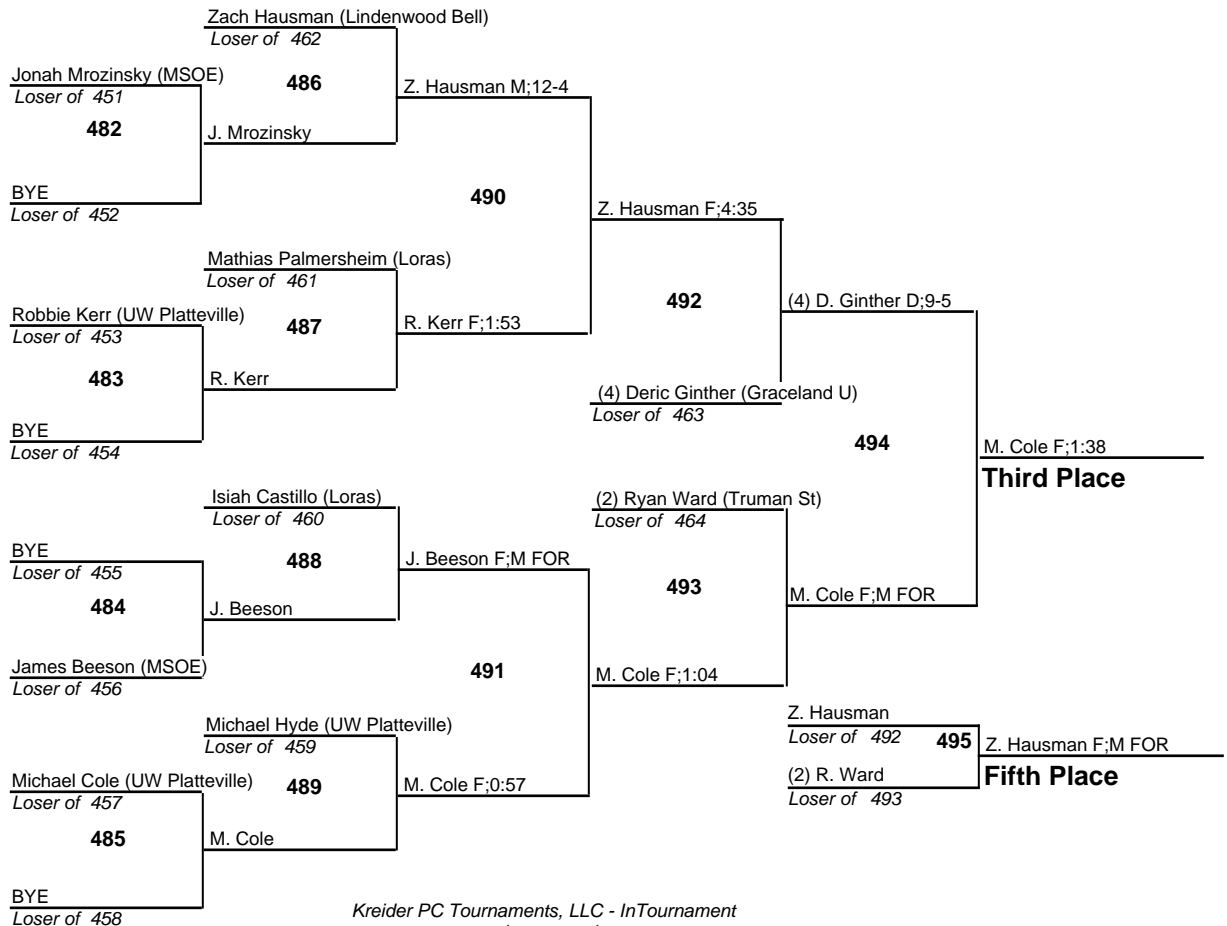 Zach Hausman (Lindenwood Bell)
Loser of 462
486
Jonah Mrozinsky (MSOE)
Loser of 451
482
Z. Hausman M;12-4
J. Mrozinsky
BYE
Loser of 452
490
Z. Hausman F;4:35
Mathias Palmersheim (Loras)
Loser of 461
487
Robbie Kerr (UW Platteville)
Loser of 453
483
R. Kerr F;1:53
R. Kerr
BYE
Loser of 454
492
(4) D. Ginther D;9-5
(4) Deric Ginther (Graceland U)
Loser of 463
494
M. Cole F;1:38
Third Place
Isiah Castillo (Loras)
Loser of 460
488
BYE
Loser of 455
484
J. Beeson F;M FOR
J. Beeson
James Beeson (MSOE)
Loser of 456
491
(2) Ryan Ward (Truman St)
Loser of 464
493
M. Cole F;M FOR
M. Cole F;1:04
Michael Hyde (UW Platteville)
Loser of 459
489
Michael Cole (UW Platteville)
Loser of 457
485
M. Cole F;0:57
M. Cole
BYE
Loser of 458
Z. Hausman
Loser of 492
495
Z. Hausman F;M FOR
(2) R. Ward
Loser of 493
Fifth Place
Kreider PC Tournaments, LLC - InTournament